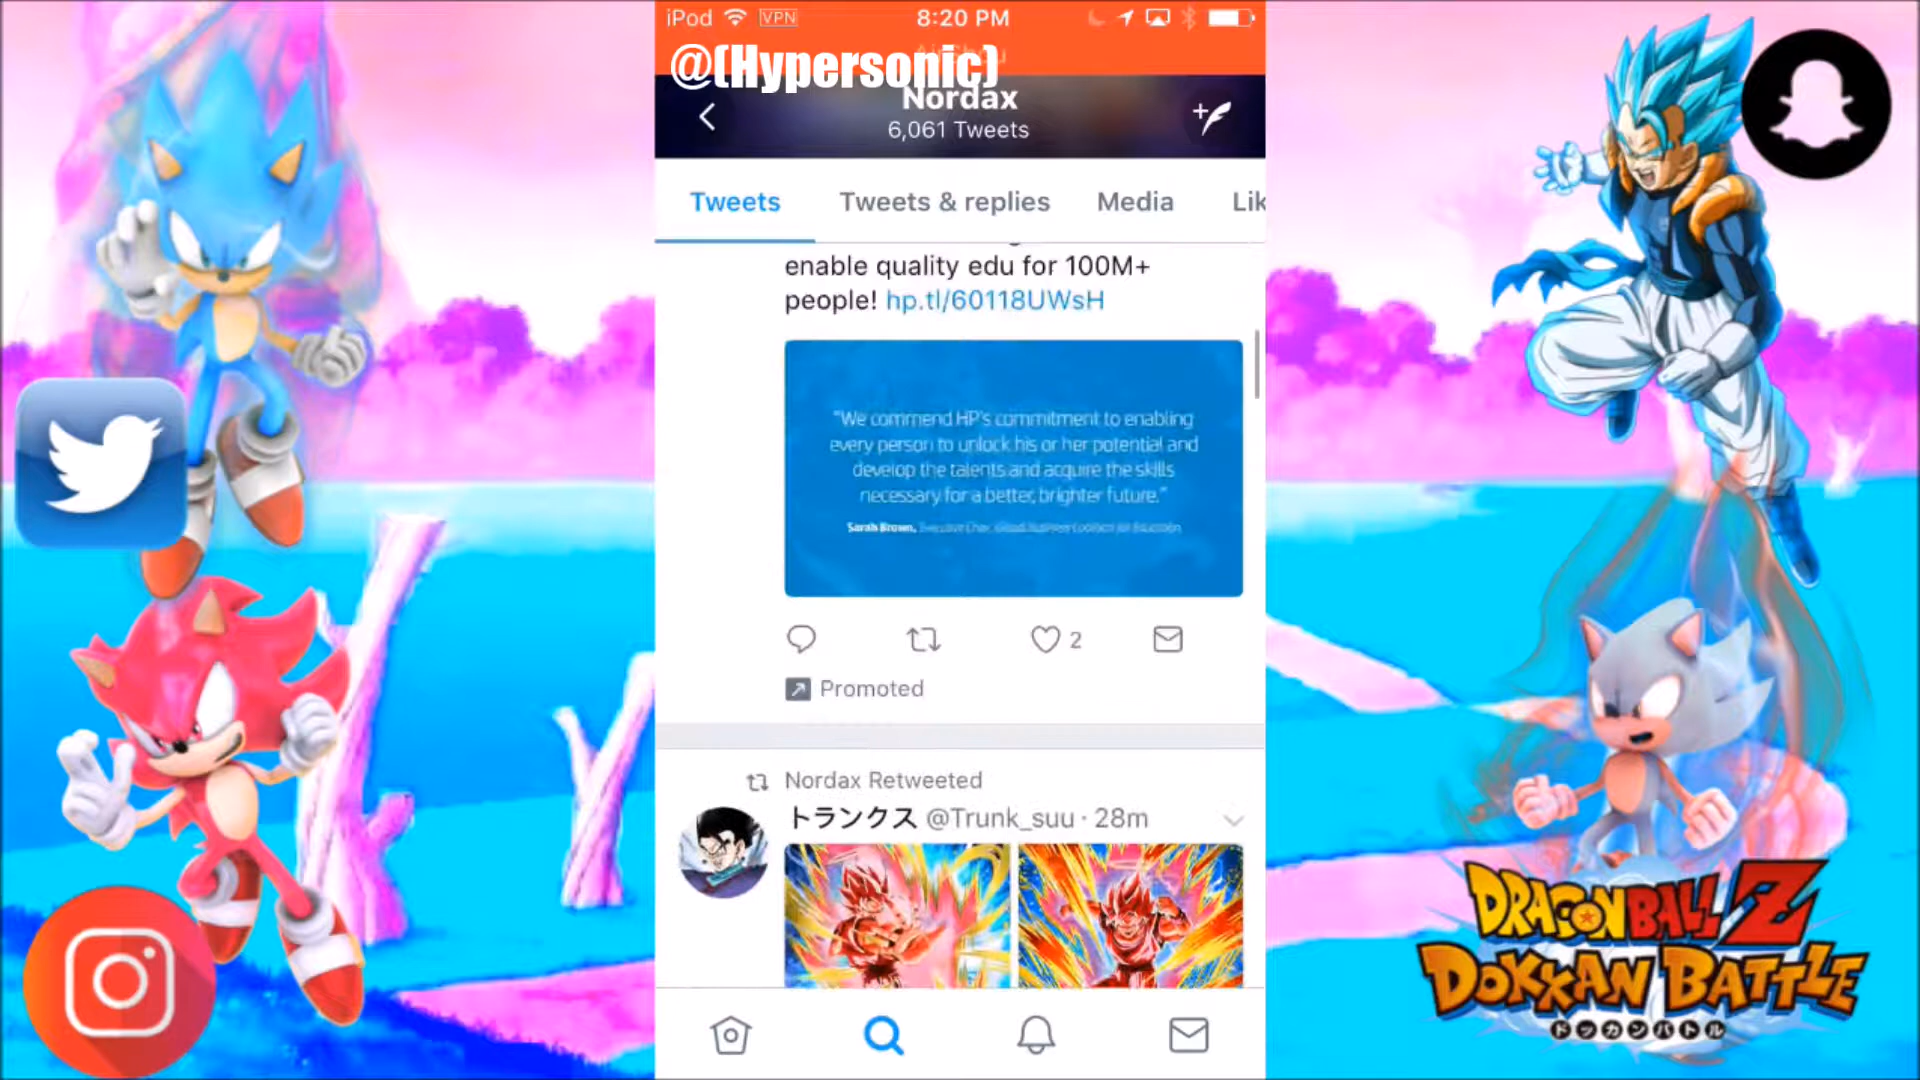 iPod VPN 8:20 PM
@(Hypersonic)
Nordax
6,061 Tweets
Tweets Tweets & replies Media Lik
enable quality edu for 100M+
people! hp.tl/60118UWsH
"We commend HP's commitment to enabling
every person to unlock his or her potential and
develop the talents and acquire the skills
necessary for a better, brighter future."
Sarah Brown,
2
Promoted
Nordax Retweeted
トランクス @Trunk_suu · 28m
DRAGONBALL Z
DOKKAN BATTLE
ドッカンバトル